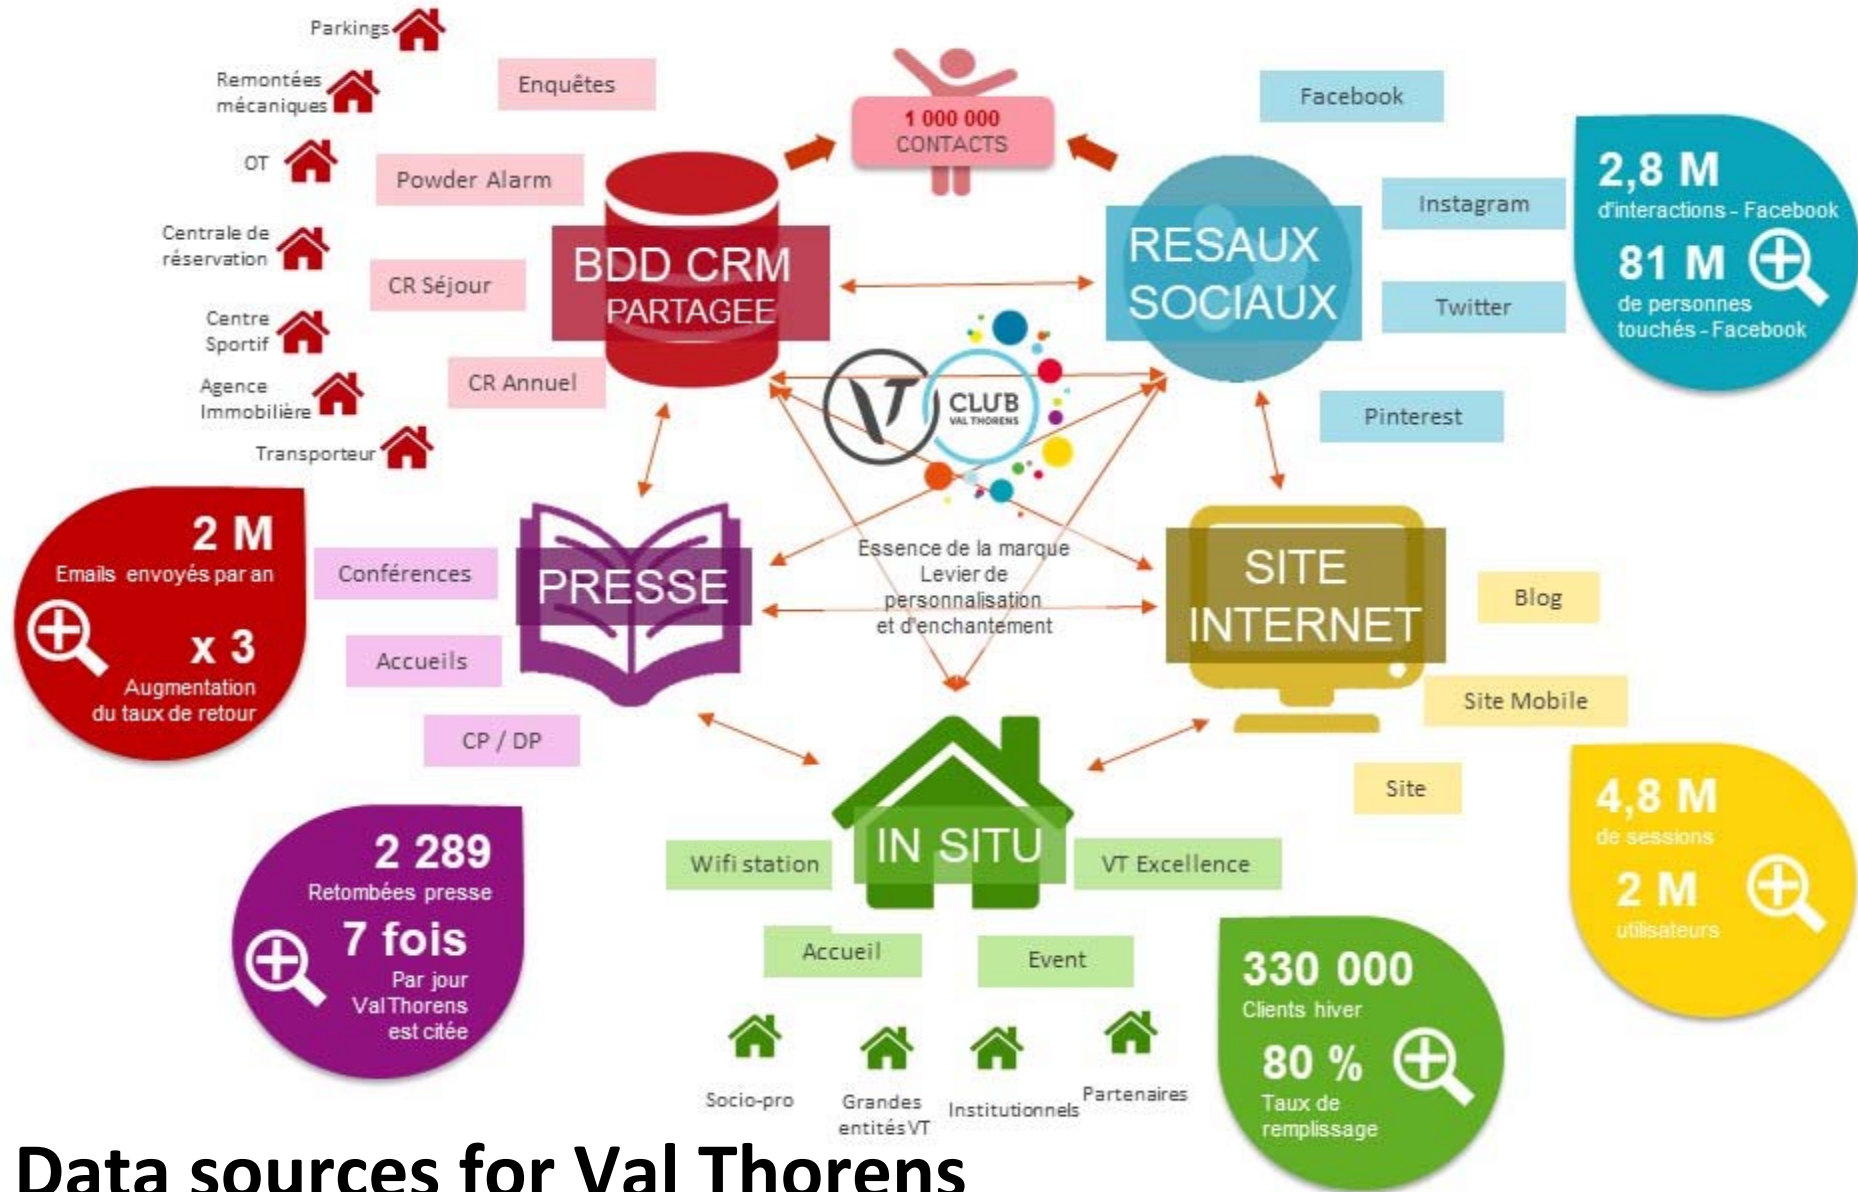 Parkings
Remontées
mécaniques
OT
Centrale de
réservation
Centre
Sportif
Agence
Immobilière
Transporteur
Enquêtes
Powder Alarm
CR Séjour
CR Annuel
BDD CRM
PARTAGEE
1 000 000
CONTACTS
RESAUX
SOCIAUX
Facebook
Instagram
Twitter
Pinterest
2,8 M
d'interactions - Facebook
81 M
de personnes
touchés - Facebook
VT
CLUB
VAL THORENS
Essence de la marque
Levier de
personnalisation
et d'enchantement
2 M
Emails envoyés par an
x 3
Augmentation
du taux de retour
Conférences
Accueils
CP / DP
PRESSE
SITE
INTERNET
Blog
Site Mobile
Site
4,8 M
de sessions
2 M
utilisateurs
2 289
Retombées presse
7 fois
Par jour
Val Thorens
est citée
IN SITU
Wifi station
VT Excellence
Accueil
Event
Socio-pro
Grandes
entités VT
Institutionnels
Partenaires
330 000
Clients hiver
80 %
Taux de
remplissage
Data sources for Val Thorens